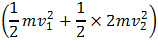 (1/2 mv₁² + 1/2 × 2mv₂²)